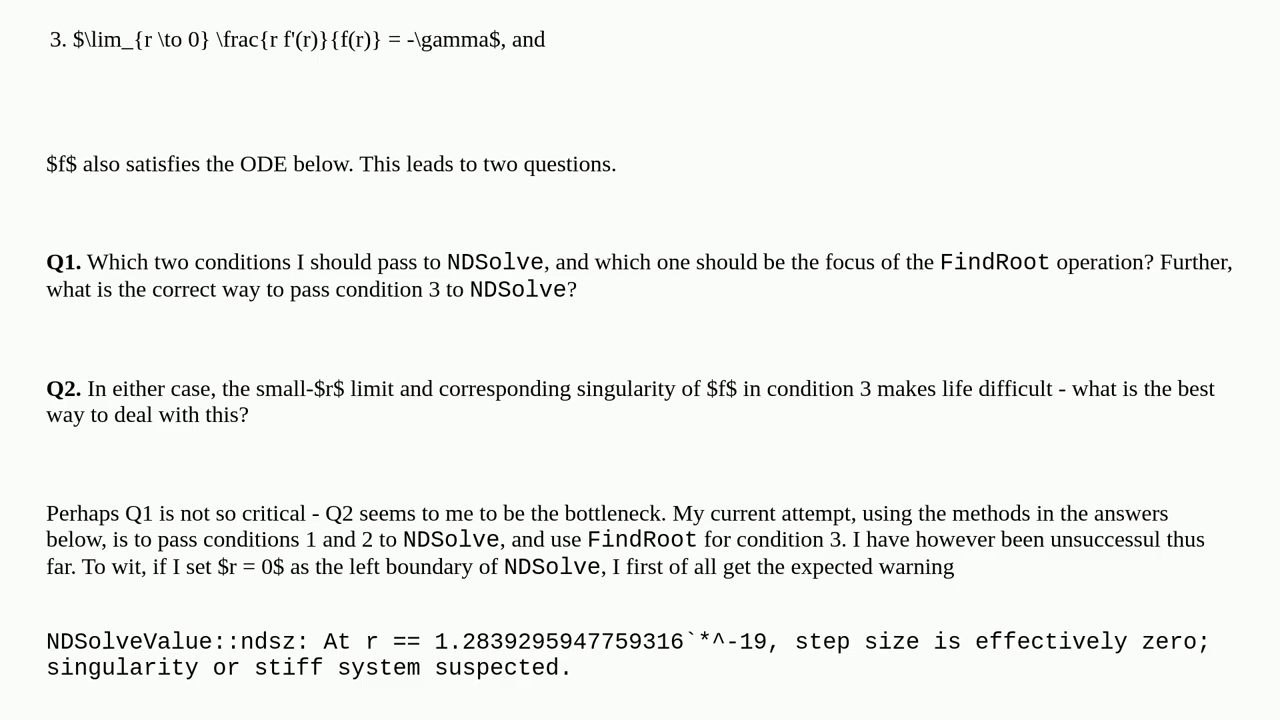 3. $\lim_{r \to 0} \frac{r f'(r)}{f(r)} = -\gamma$, and
$f$ also satisfies the ODE below. This leads to two questions.
Q1. Which two conditions I should pass to NDSolve, and which one should be the focus of the FindRoot operation? Further,
what is the correct way to pass condition 3 to NDSolve?
Q2. In either case, the small-$r$ limit and corresponding singularity of $f$ in condition 3 makes life difficult - what is the best
way to deal with this?
Perhaps Q1 is not so critical - Q2 seems to me to be the bottleneck. My current attempt, using the methods in the answers
below, is to pass conditions 1 and 2 to NDSolve, and use FindRoot for condition 3. I have however been unsuccessul thus
far. To wit, if I set $r = 0$ as the left boundary of NDSolve, I first of all get the expected warning
NDSolveValue::ndsz: At r == 1.2839295947759316`*^-19, step size is effectively zero;
singularity or stiff system suspected.